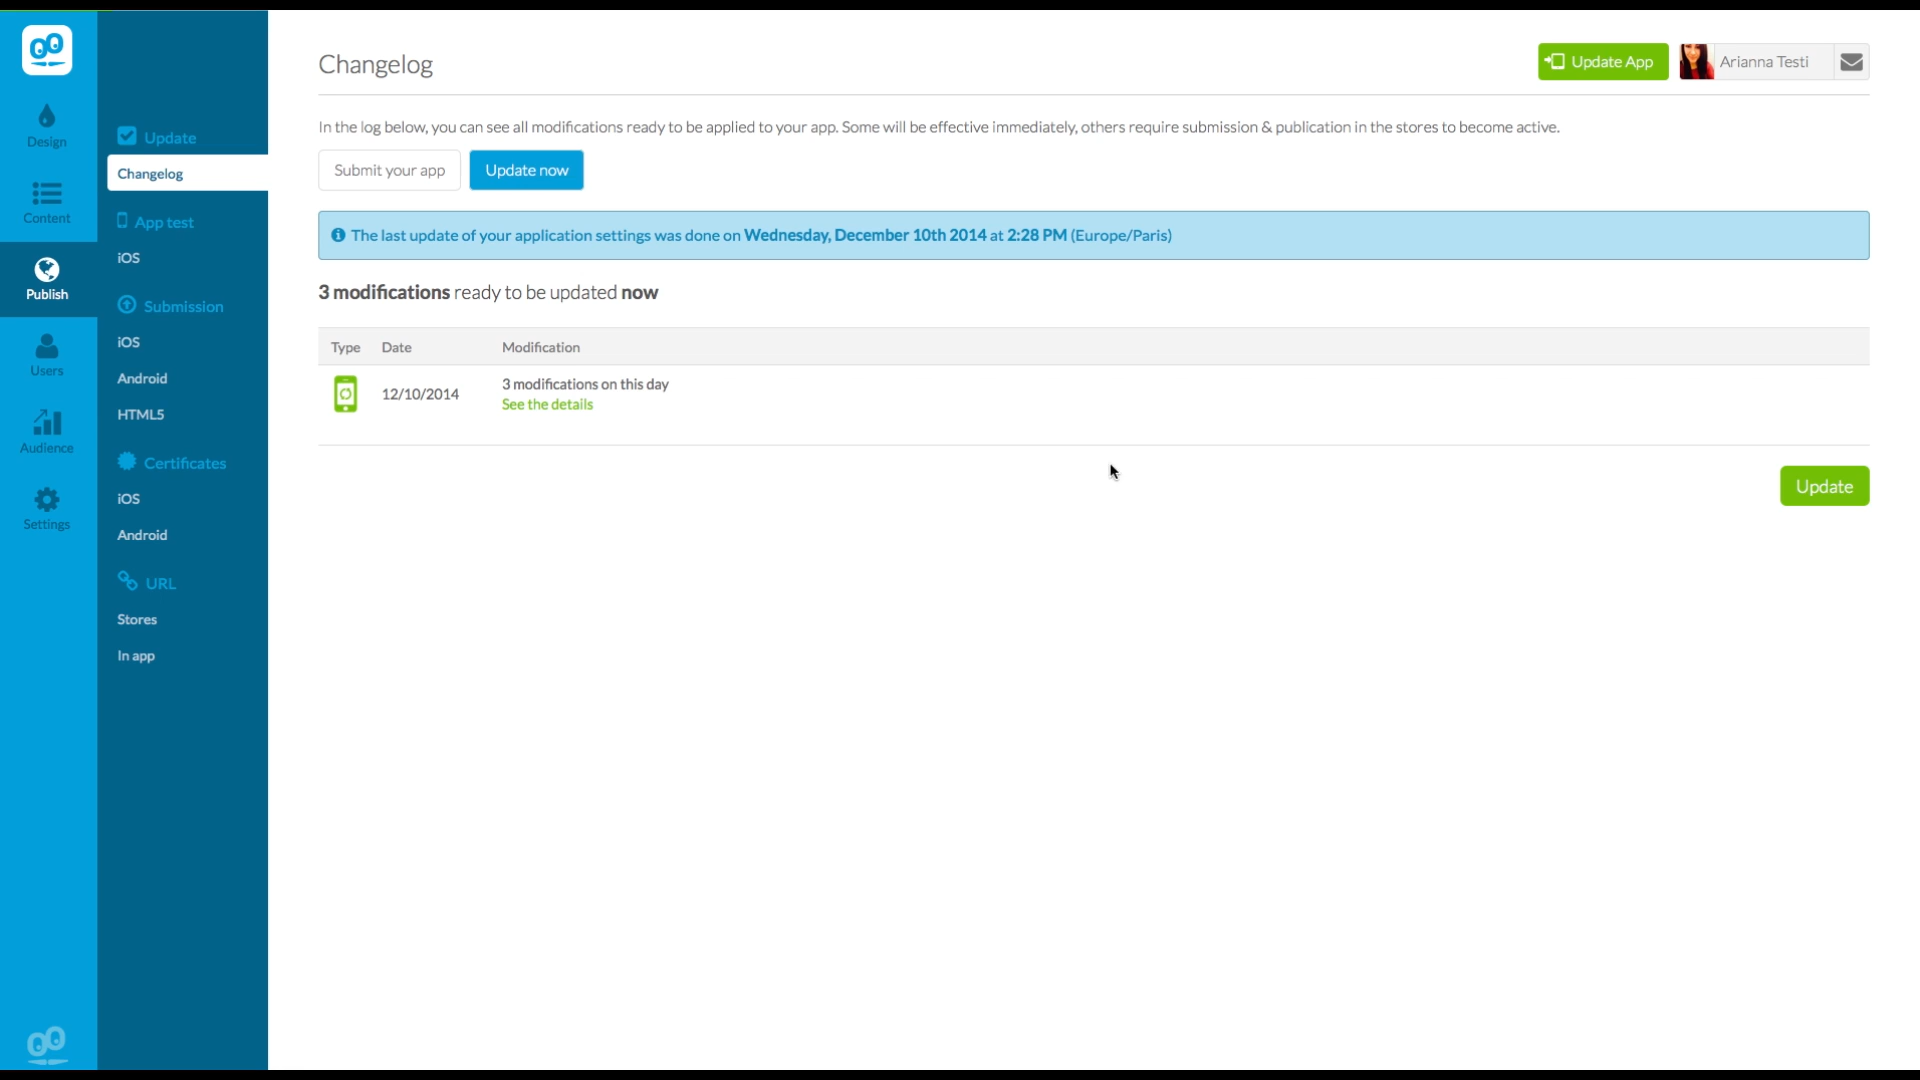 Changelog
Update App
Arianna Testi
Design
Content
Publish
Users
Audience
Settings
Update
Changelog
App test
iOS
Submission
iOS
Android
HTML5
Certificates
iOS
Android
URL
Stores
In app
In the log below, you can see all modifications ready to be applied to your app. Some will be effective immediately, others require submission & publication in the stores to become active.
Submit your app
Update now
The last update of your application settings was done on Wednesday, December 10th 2014 at 2:28 PM (Europe/Paris)
3 modifications ready to be updated now
Type Date Modification
12/10/2014
3 modifications on this day
See the details
Update